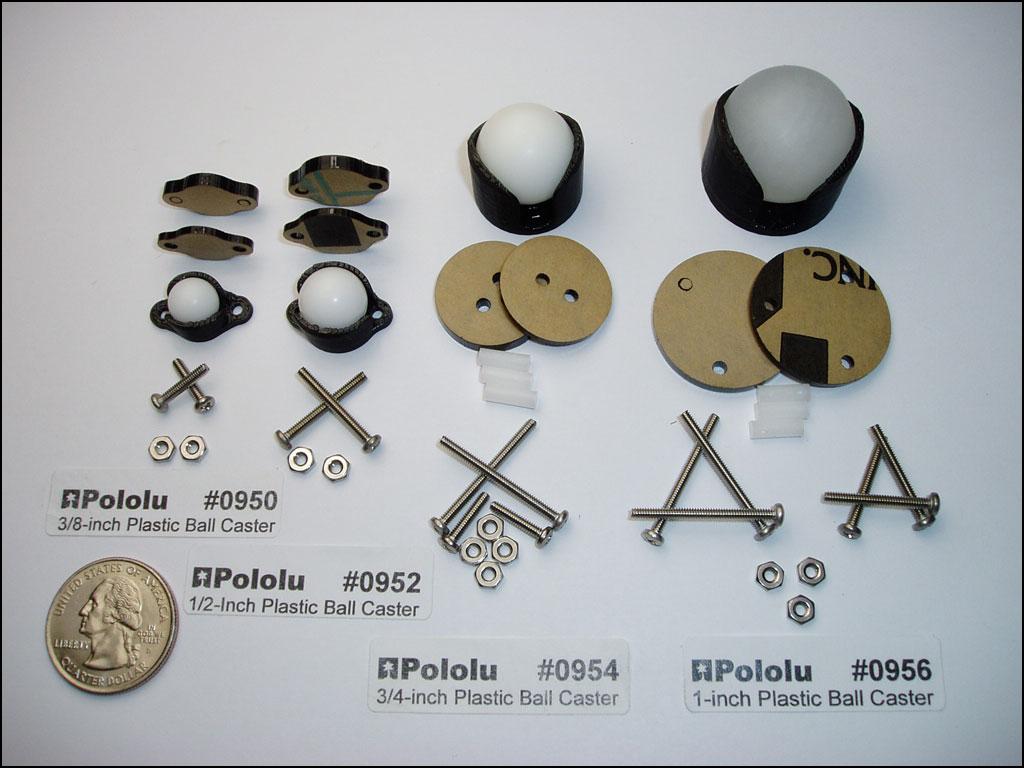 INC.
Pololu #0950
3/8-inch Plastic Ball Caster
Pololu #0952
1/2-Inch Plastic Ball Caster
UNITED STATES OF AMERICA
LIBERTY
IN
GOD WE
TRUST
QUARTER DOLLAR
Pololu #0954
3/4-inch Plastic Ball Caster
Pololu #0956
1-inch Plastic Ball Caster